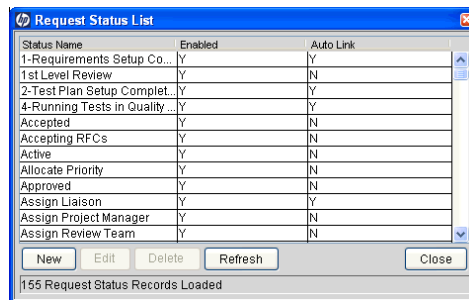 hp Request Status List
Status Name Enabled Auto Link
1-Requirements Setup Co... Y Y
1st Level Review Y N
2-Test Plan Setup Complet... Y Y
4-Running Tests in Quality ... Y Y
Accepted Y N
Accepting RFCs Y N
Active Y N
Allocate Priority Y N
Approved Y N
Assign Liaison Y Y
Assign Project Manager Y N
Assign Review Team Y N
New Edit Delete Refresh Close
155 Request Status Records Loaded